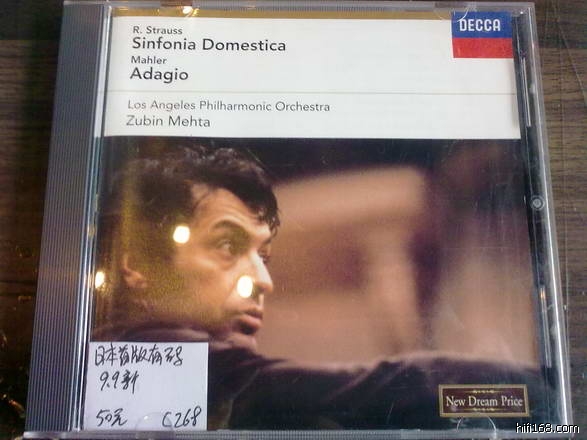 R. Strauss
Sinfonia Domestica
Mahler
Adagio
Los Angeles Philharmonic Orchestra
Zubin Mehta
DECCA
日本首版有码
9.9新
50元 C268
New Dream Price
hifi168.com